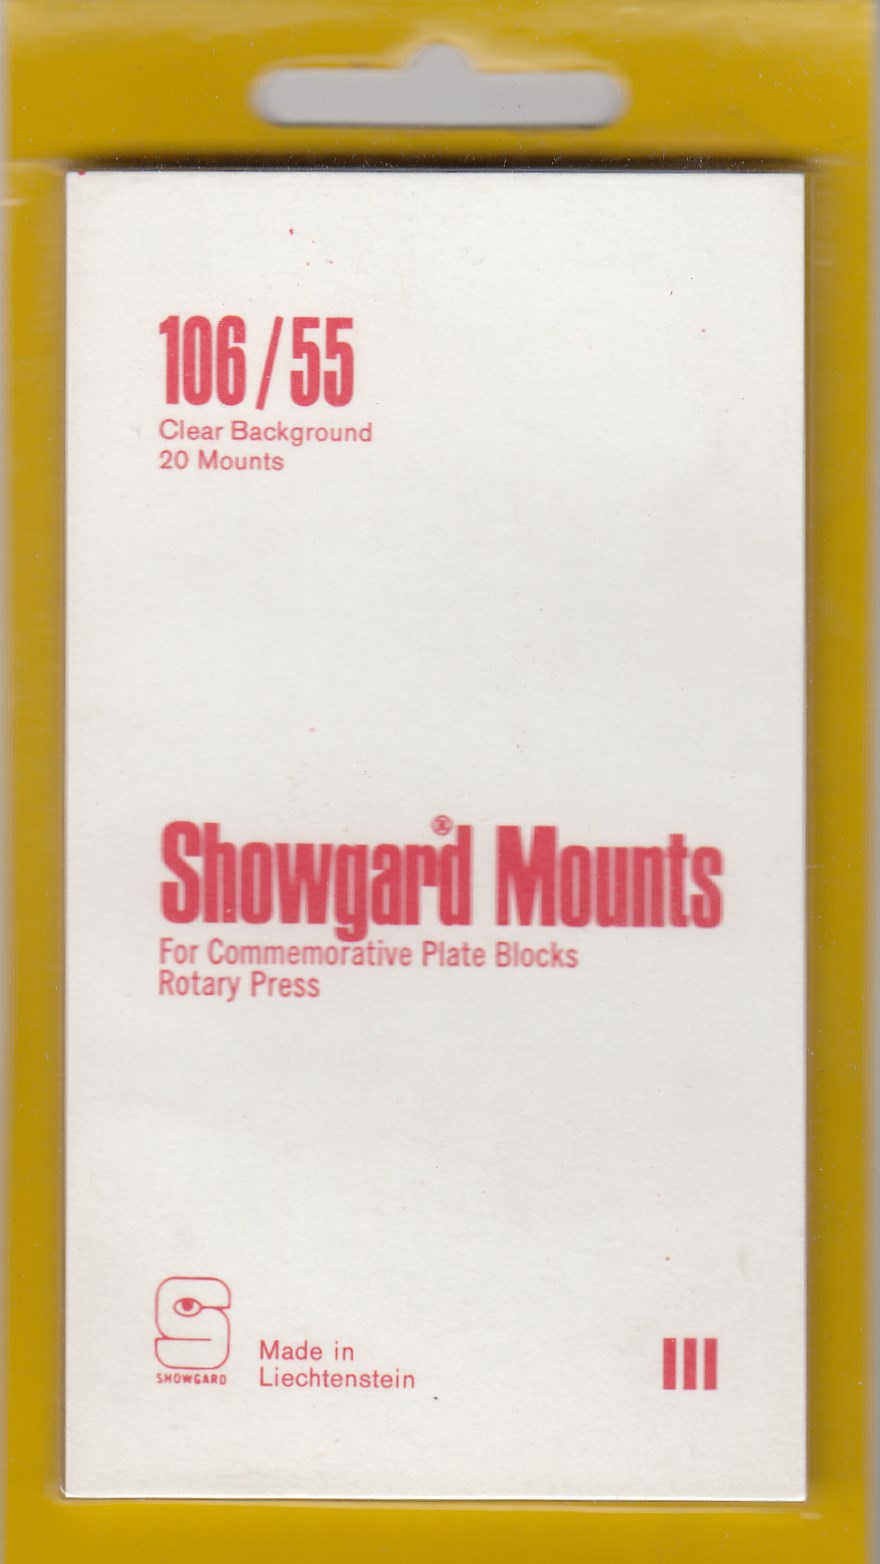 106/55
Clear Background
20 Mounts
Showgard® Mounts
For Commemorative Plate Blocks
Rotary Press
SHOWGARD
Made in
Liechtenstein
III